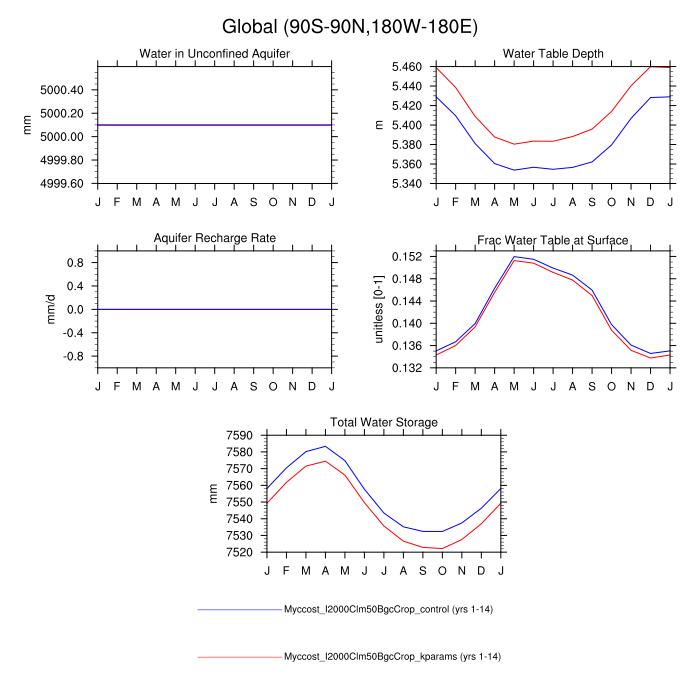 Global (90S-90N,180W-180E)
Water in Unconfined Aquifer
mm
5000.40
5000.20
5000.00
4999.80
4999.60
J F M A M J J A S O N D J
Water Table Depth
m
5.460
5.420
5.400
5.380
5.360
5.340
J F M A M J J A S O N D J
Aquifer Recharge Rate
mm/d
0.8
0.4
0.0
-0.4
-0.8
J F M A M J J A S O N D J
Frac Water Table at Surface
unitless [0-1]
0.152
0.148
0.144
0.140
0.136
0.132
J F M A M J J A S O N D J
Total Water Storage
mm
7590
7580
7570
7560
7550
7540
7530
7520
J F M A M J J A S O N D J
Myccost_I2000Clm50BgcCrop_control (yrs 1-14)
Myccost_I2000Clm50BgcCrop_kparams (yrs 1-14)